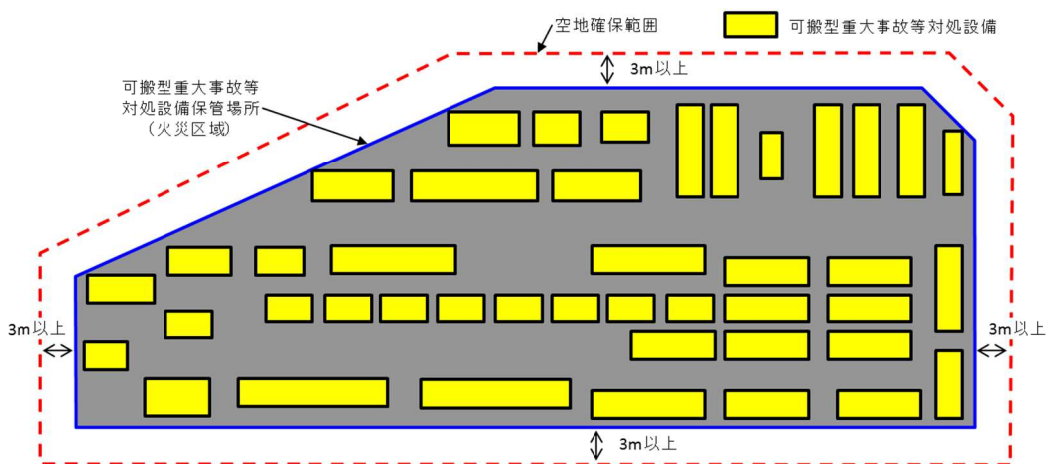 空地確保範囲
可搬型重大事故等対処設備
3m以上
可搬型重大事故等
対処設備保管場所
(火災区域)
3m以上
3m以上
3m以上